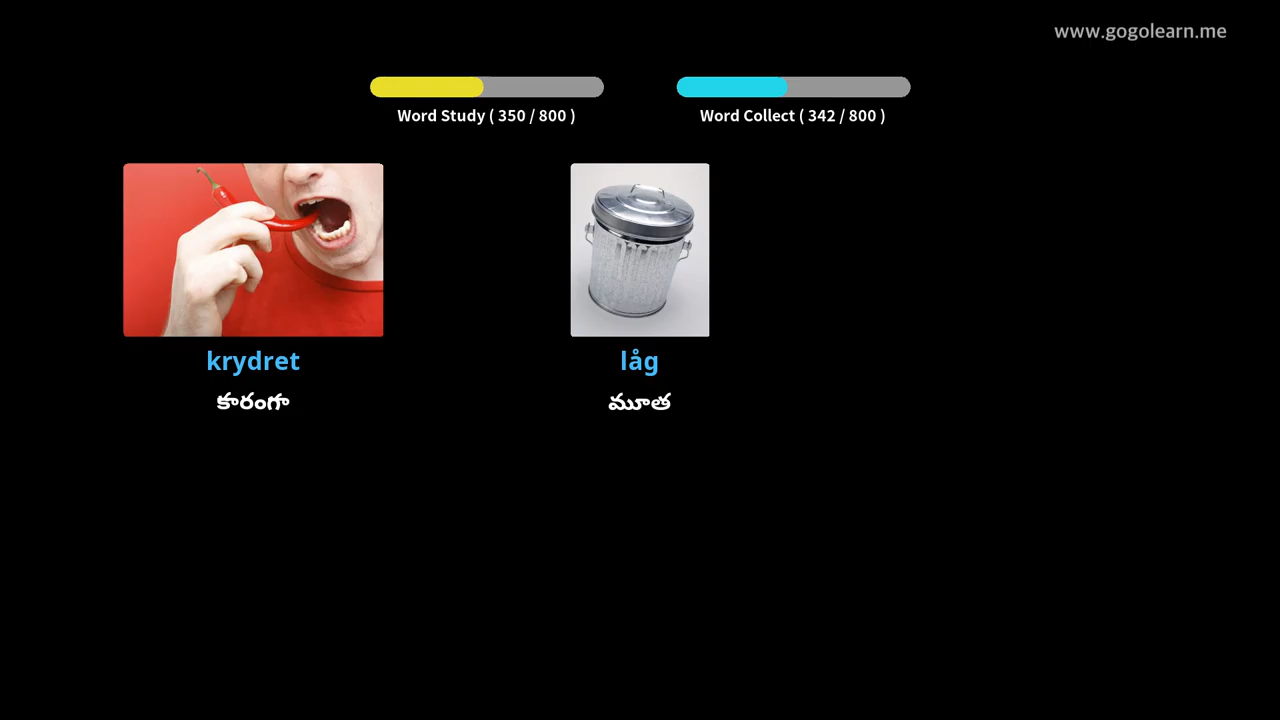 www.gogolearn.me
Word Study ( 350 / 800 )
Word Collect ( 342 / 800 )
krydret
låg
కారంగా
మూత